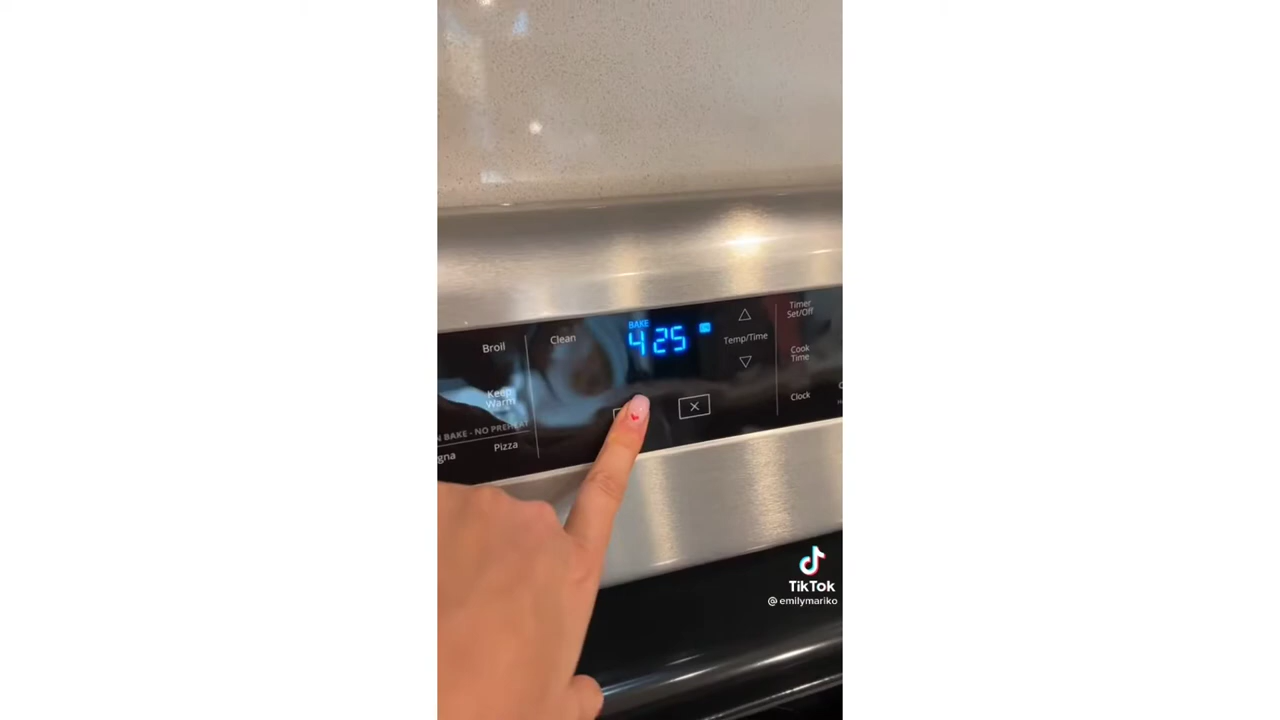 Broil
Keep
Warm
N BAKE - NO PREHEAT
gna
Pizza
Clean
BAKE
425
Temp/Time
Timer
Set/Off
Cook
Time
Clock
TikTok
@emilymariko